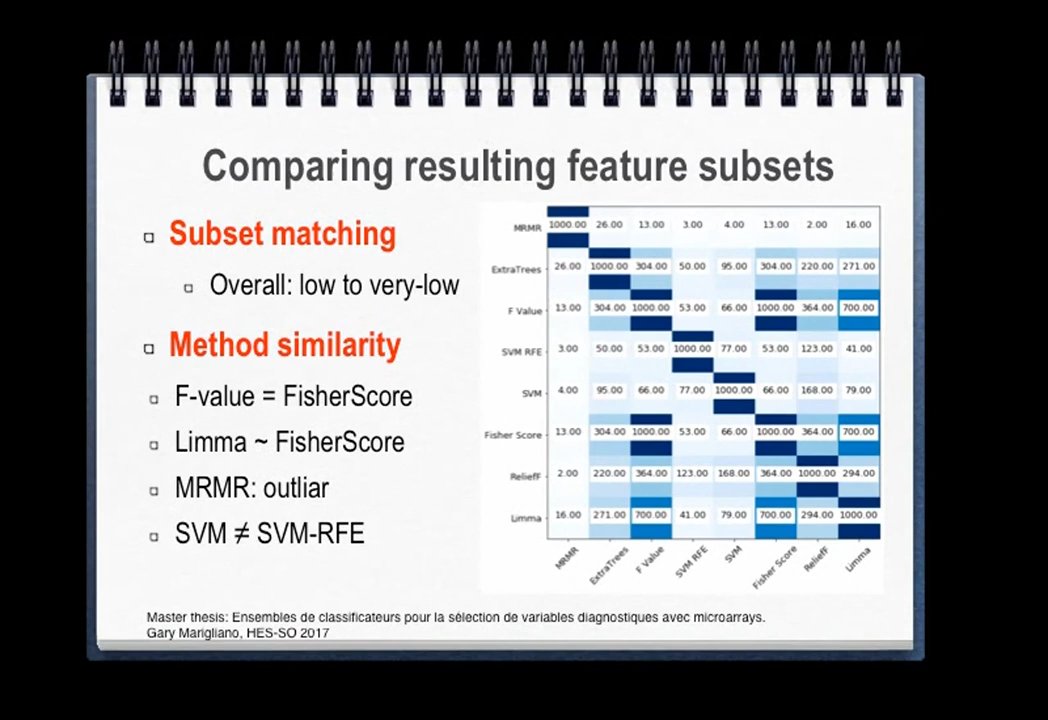 Comparing resulting feature subsets
Subset matching
Overall: low to very-low
Method similarity
F-value = FisherScore
Limma ~ FisherScore
MRMR: outliar
SVM ≠ SVM-RFE
MRMR 1000.00 26.00 13.00 3.00 4.00 13.00 2.00 16.00
ExtraTrees 26.00 1000.00 304.00 50.00 95.00 304.00 220.00 271.00
F Value 13.00 304.00 1000.00 53.00 66.00 1000.00 364.00 700.00
SVM RFE 3.00 50.00 53.00 1000.00 77.00 53.00 123.00 41.00
SVM 4.00 95.00 66.00 77.00 1000.00 66.00 168.00 79.00
Fisher Score 13.00 304.00 1000.00 53.00 66.00 1000.00 364.00 700.00
ReliefF 2.00 220.00 364.00 123.00 168.00 364.00 1000.00 294.00
Limma 16.00 271.00 700.00 41.00 79.00 700.00 294.00 1000.00
MRMR ExtraTrees F Value SVM RFE SVM Fisher Score ReliefF Limma
Master thesis: Ensembles de classificateurs pour la sélection de variables diagnostiques avec microarrays.
Gary Marigliano, HES-SO 2017